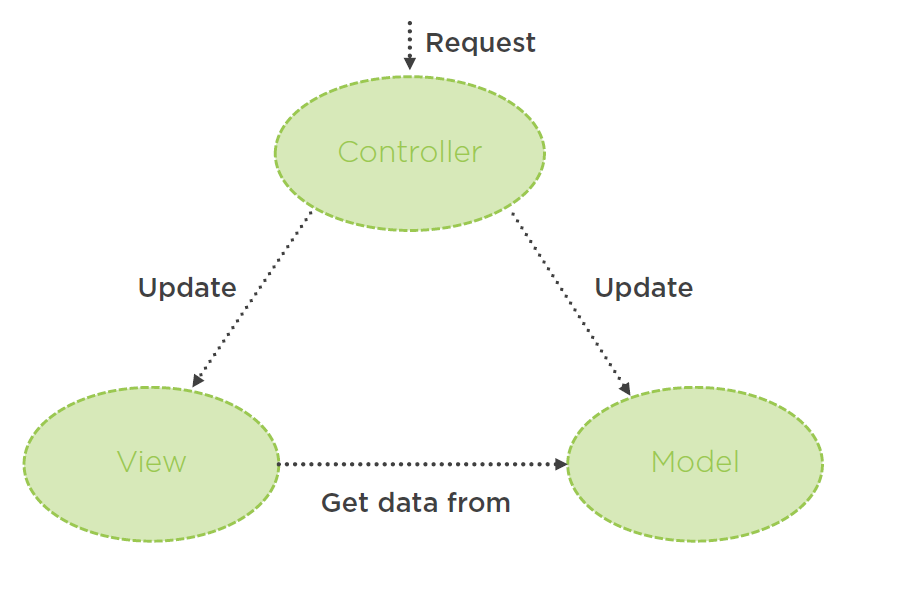 Request
Controller
Update
Update
View
Model
Get data from